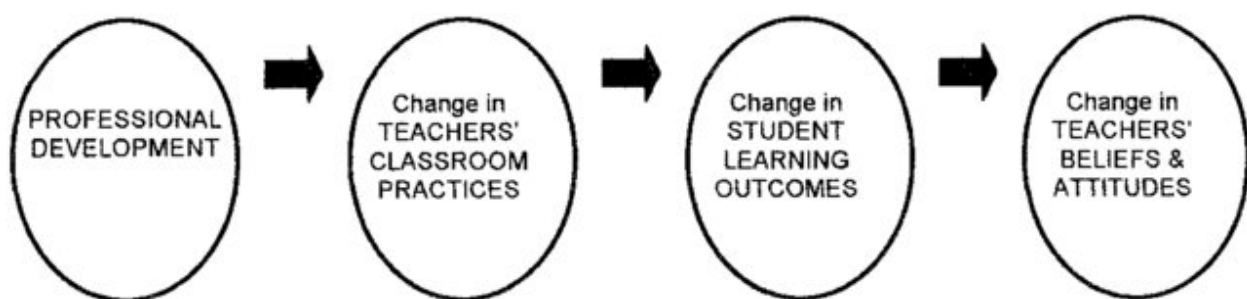 PROFESSIONAL
DEVELOPMENT
Change in
TEACHERS'
CLASSROOM
PRACTICES
Change in
STUDENT
LEARNING
OUTCOMES
Change in
TEACHERS'
BELIEFS &
ATTITUDES